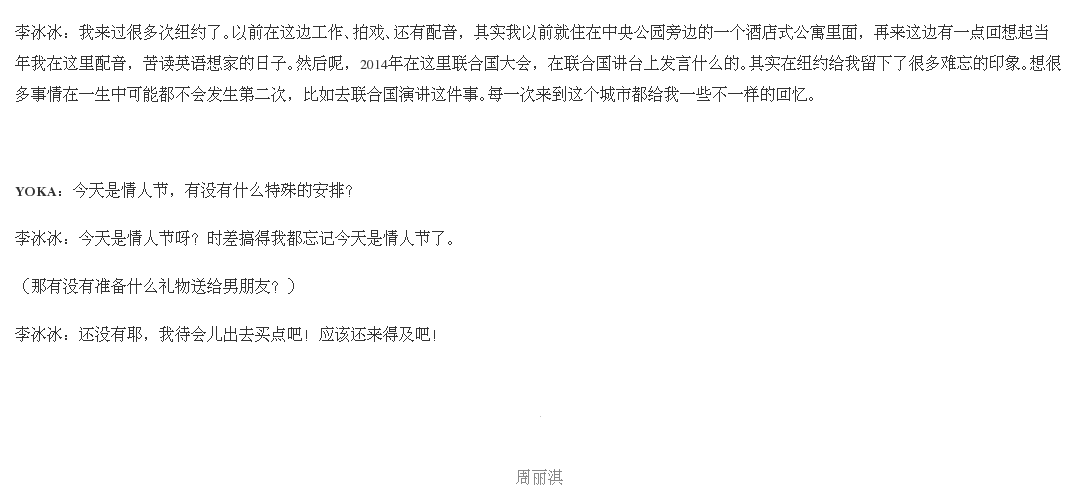 李冰冰：我来过很多次纽约了。以前在这边工作、拍戏、还有配音，其实我以前就住在中央公园旁边的一个酒店式公寓里面，再来这边有一点回想起当
年我在这里配音，苦读英语想家的日子。然后呢，2014年在这里联合国大会，在联合国讲台上发言什么的。其实在纽约给我留下了很多难忘的印象。想很
多事情在一生中可能都不会发生第二次，比如去联合国演讲这件事。每一次来到这个城市都给我一些不一样的回忆。
YOKA：今天是情人节，有没有什么特殊的安排？
李冰冰：今天是情人节呀？时差搞得我都忘记今天是情人节了。
（那有没有准备什么礼物送给男朋友？）
李冰冰：还没有耶，我待会儿出去买点吧！应该还来得及吧！
周丽淇